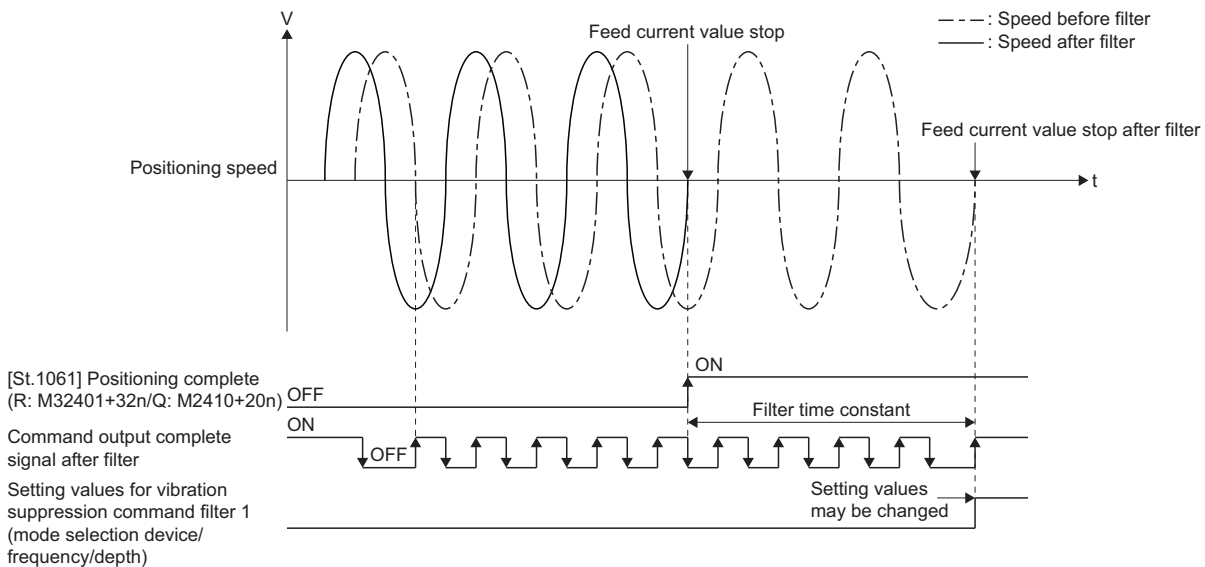 V
Feed current value stop
: Speed before filter
: Speed after filter
Feed current value stop after filter
Positioning speed
t
[St.1061] Positioning complete
(R: M32401+32n/Q: M2410+20n)
OFF
ON
Filter time constant
Command output complete
signal after filter
ON
OFF
Setting values for vibration
suppression command filter 1
(mode selection device/
frequency/depth)
Setting values
may be changed